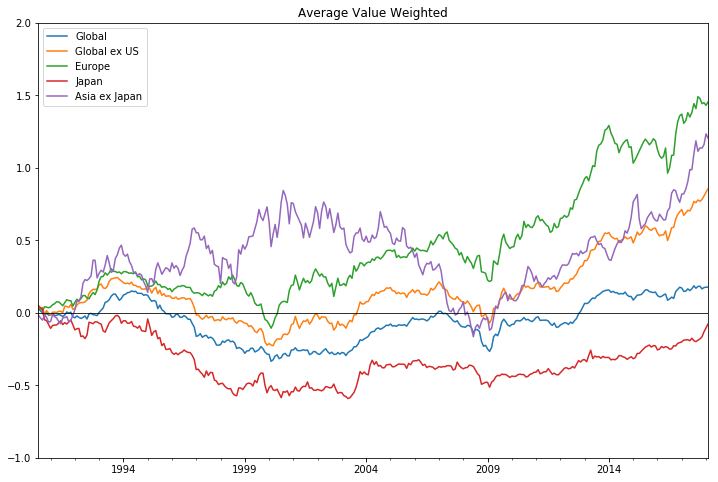 Average Value Weighted
2.0
1.5
1.0
0.5
0.0
−0.5
−1.0
Global
Global ex US
Europe
Japan
Asia ex Japan
1994
1999
2004
2009
2014